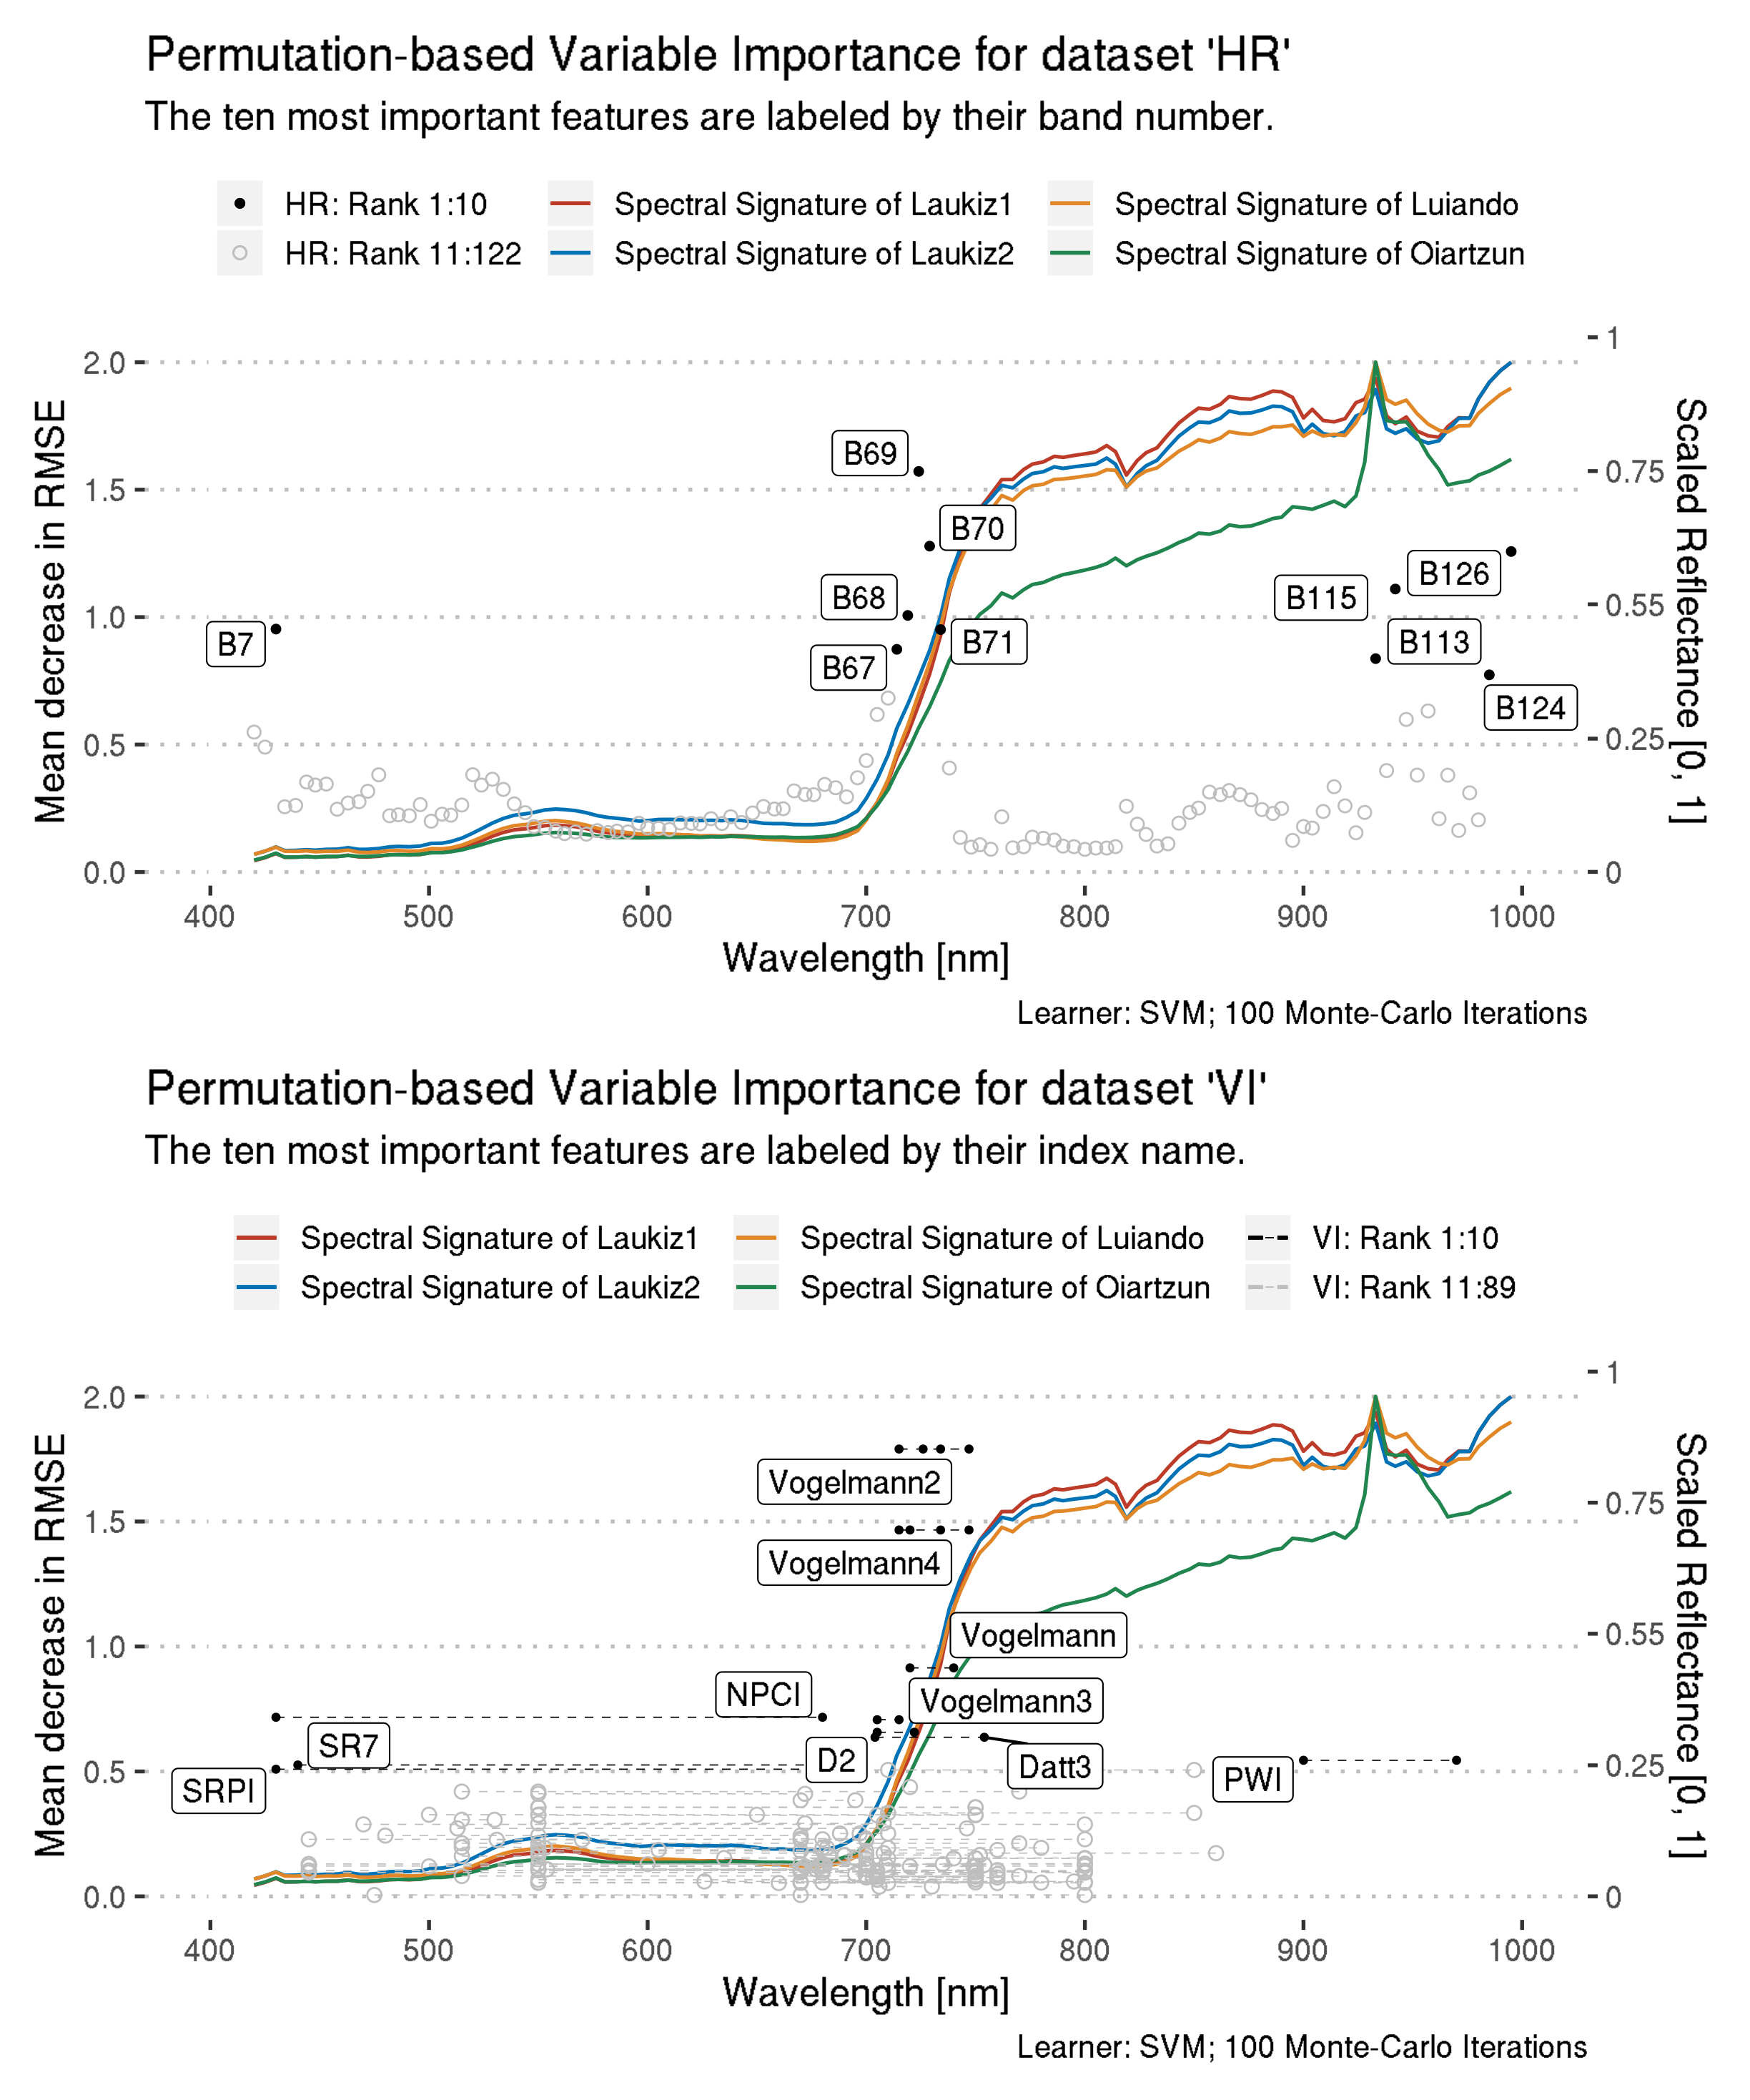 Permutation-based Variable Importance for dataset 'HR'
The ten most important features are labeled by their band number.
HR: Rank 1:10
Spectral Signature of Laukiz1
Spectral Signature of Luiando
HR: Rank 11:122
Spectral Signature of Laukiz2
Spectral Signature of Oiartzun
Mean decrease in RMSE
2.0
1.5
1.0
0.5
0.0
B7
B69
B70
B68
B67
B71
B115
B126
B113
B124
1
0.75
0.55
0.25
0
Scaled Reflectance [0, 1]
400
500
600
700
800
900
1000
Wavelength [nm]
Learner: SVM; 100 Monte-Carlo Iterations
Permutation-based Variable Importance for dataset 'VI'
The ten most important features are labeled by their index name.
Spectral Signature of Laukiz1
Spectral Signature of Luiando
VI: Rank 1:10
Spectral Signature of Laukiz2
Spectral Signature of Oiartzun
VI: Rank 11:89
Mean decrease in RMSE
2.0
1.5
1.0
0.5
0.0
Vogelmann2
Vogelmann4
Vogelmann
NPCI
Vogelmann3
SR7
D2
Datt3
SRPI
PWI
1
0.75
0.55
0.25
0
Scaled Reflectance [0, 1]
400
500
600
700
800
900
1000
Wavelength [nm]
Learner: SVM; 100 Monte-Carlo Iterations